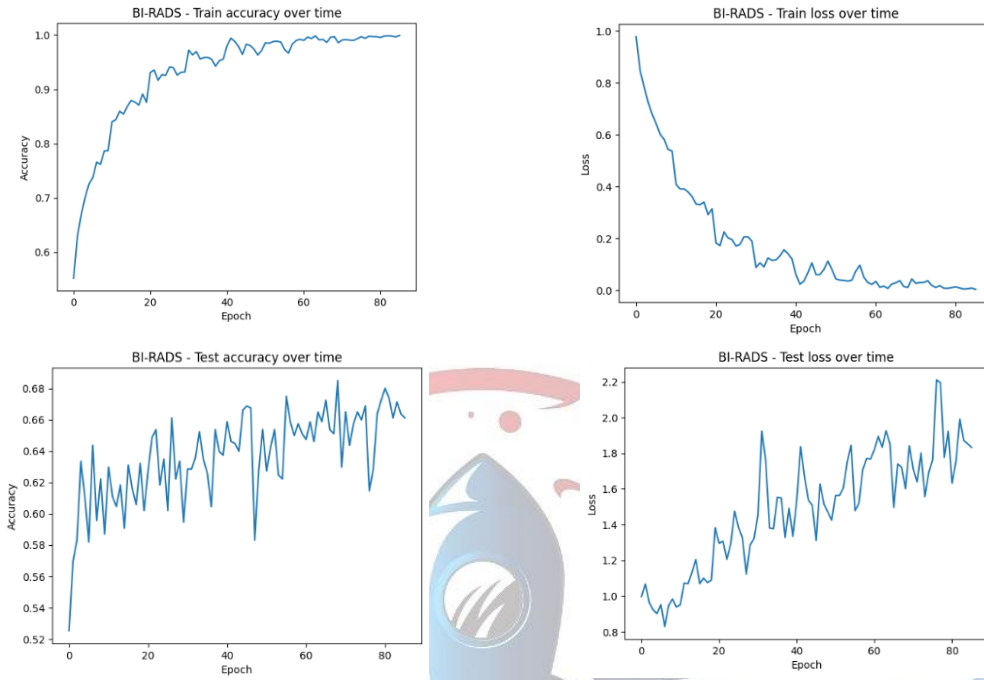 BI-RADS - Train accuracy over time
1.0
0.9
0.8
0.7
0.6
Accuracy
0 20 40 60 80
Epoch
BI-RADS - Train loss over time
1.0
0.8
0.6
0.4
0.2
0.0
Loss
0 20 40 60 80
Epoch
BI-RADS - Test accuracy over time
0.68
0.66
0.64
0.62
0.60
0.58
0.56
0.54
0.52
Accuracy
0 20 40 60 80
Epoch
BI-RADS - Test loss over time
2.2
2.0
1.8
1.6
1.4
1.2
1.0
0.8
Loss
0 20 40 60 80
Epoch